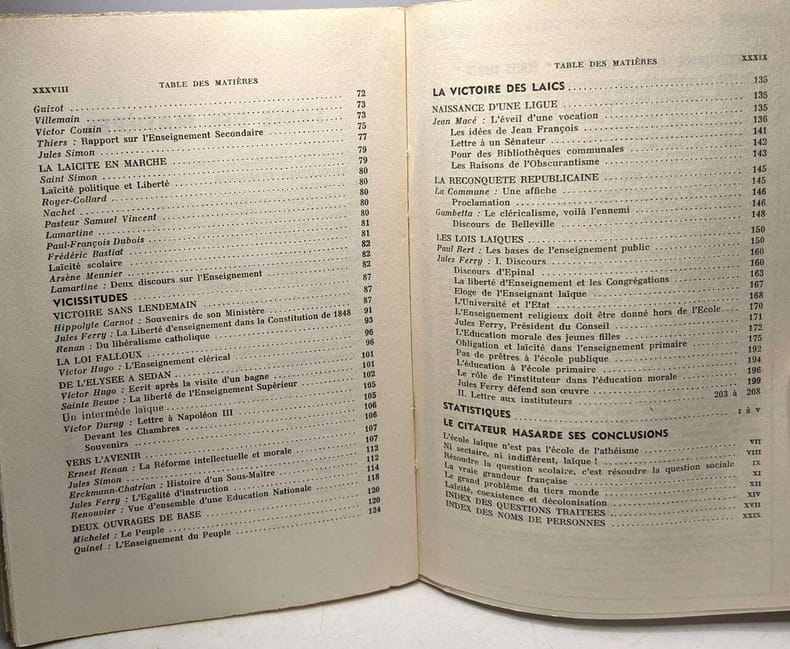 XXXVIII TABLE DES MATIÈRES
Guizot 72
Villemain 73
Victor Cousin 73
Thiers : Rapport sur l'Enseignement Secondaire 75
Jules Simon 77
LA LAICITE EN MARCHE 79
Saint Simon 79
Laïcité politique et Liberté 80
Royer-Collard 80
Nachet 80
Pasteur Samuel Vincent 80
Lamartine 80
Paul-François Dubois 81
Frédéric Bastiat 81
Laïcité scolaire 82
Arsène Meunier 82
Lamartine : Deux discours sur l'Enseignement 82
VICISSITUDES 87
VICTOIRE SANS LENDEMAIN 87
Hippolyte Carnot : Souvenirs de son Ministère 87
Jules Ferry : La Liberté d'enseignement dans la Constitution de 1848 91
Renan : Du libéralisme catholique 93
LA LOI FALLOUX 96
Victor Hugo : L'Enseignement clérical 96
DE L'ELYSEE A SEDAN 101
Victor Hugo : Ecrit après la visite d'un bagne 101
Sainte Beuve : La liberté de l'Enseignement Supérieur 102
Un intermède laïque 105
Victor Duruy : Lettre à Napoléon III 105
Devant les Chambres 106
Souvenirs 106
VERS L'AVENIR 107
Ernest Renan : La Réforme intellectuelle et morale 107
Jules Simon 112
Erckmann-Chatrian : Histoire d'un Sous-Maître 112
Jules Ferry : L'Egalité d'instruction 114
Renouvier : Vue d'ensemble d'une Education Nationale 118
DEUX OUVRAGES DE BASE 120
Michelet : Le Peuple 120
Quinet : L'Enseignement du Peuple 124
TABLE DES MATIÈRES XXXIX
LA VICTOIRE DES LAICS 135
NAISSANCE D'UNE LIGUE 135
Jean Macé : L'éveil d'une vocation 135
Les idées de Jean François 136
Lettre à un Sénateur 141
Pour des Bibliothèques communales 142
Les Raisons de l'Obscurantisme 143
LA RECONQUETE REPUBLICAINE 145
La Commune : Une affiche 145
Proclamation 146
Gambetta : Le cléricalisme, voilà l'ennemi 146
Discours de Belleville 148
LES LOIS LAIQUES 150
Paul Bert : Les bases de l'enseignement public 150
Jules Ferry : I. Discours 160
Discours d'Epinal 160
La liberté d'Enseignement et les Congrégations 163
Eloge de l'Enseignant laïque 167
L'Université et l'Etat 168
L'Enseignement religieux doit être donné hors de l'Ecole 170
Jules Ferry, Président du Conseil 171
L'Education morale des jeunes filles 172
Obligation et laïcité dans l'enseignement primaire 175
Pas de prêtres à l'école publique 192
L'éducation à l'école primaire 194
Le rôle de l'instituteur dans l'éducation morale 196
Jules Ferry défend son œuvre 199
II. Lettre aux instituteurs 203 à 208
STATISTIQUES I à V
LE CITATEUR HASARDE SES CONCLUSIONS
L'école laïque n'est pas l'école de l'athéisme VII
Ni sectaire, ni indifférent, laïque ! VIII
Résoudre la question scolaire, c'est résoudre la question sociale IX
La vraie grandeur française XI
Le grand problème du tiers monde XII
Laïcité, coexistence et décolonisation XIV
INDEX DES QUESTIONS TRAITEES XVII
INDEX DES NOMS DE PERSONNES XXIX